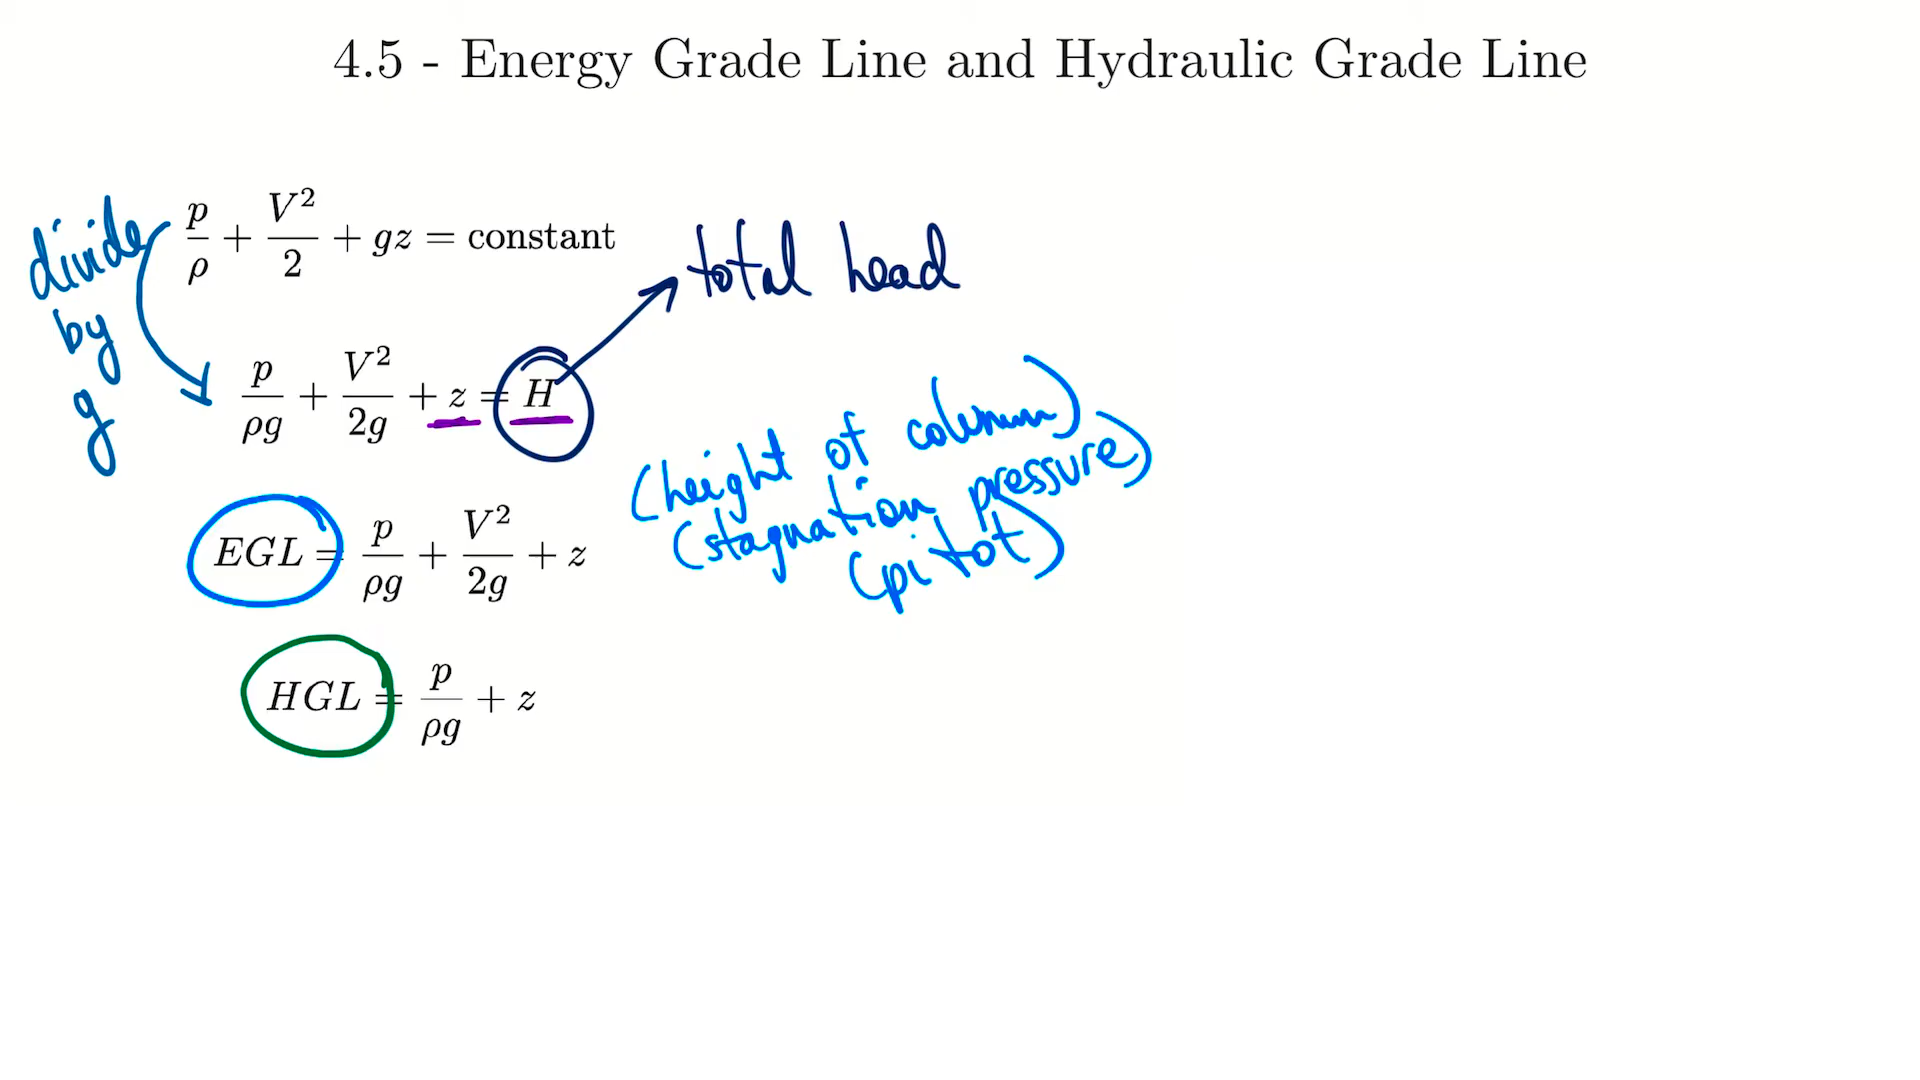 4.5 - Energy Grade Line and Hydraulic Grade Line
divide by g
p/ρ + V²/2 + gz = constant
total head
p/ρg + V²/2g + z = H
(height of column)
(stagnation pressure)
(pitot)
EGL = p/ρg + V²/2g + z
HGL = p/ρg + z